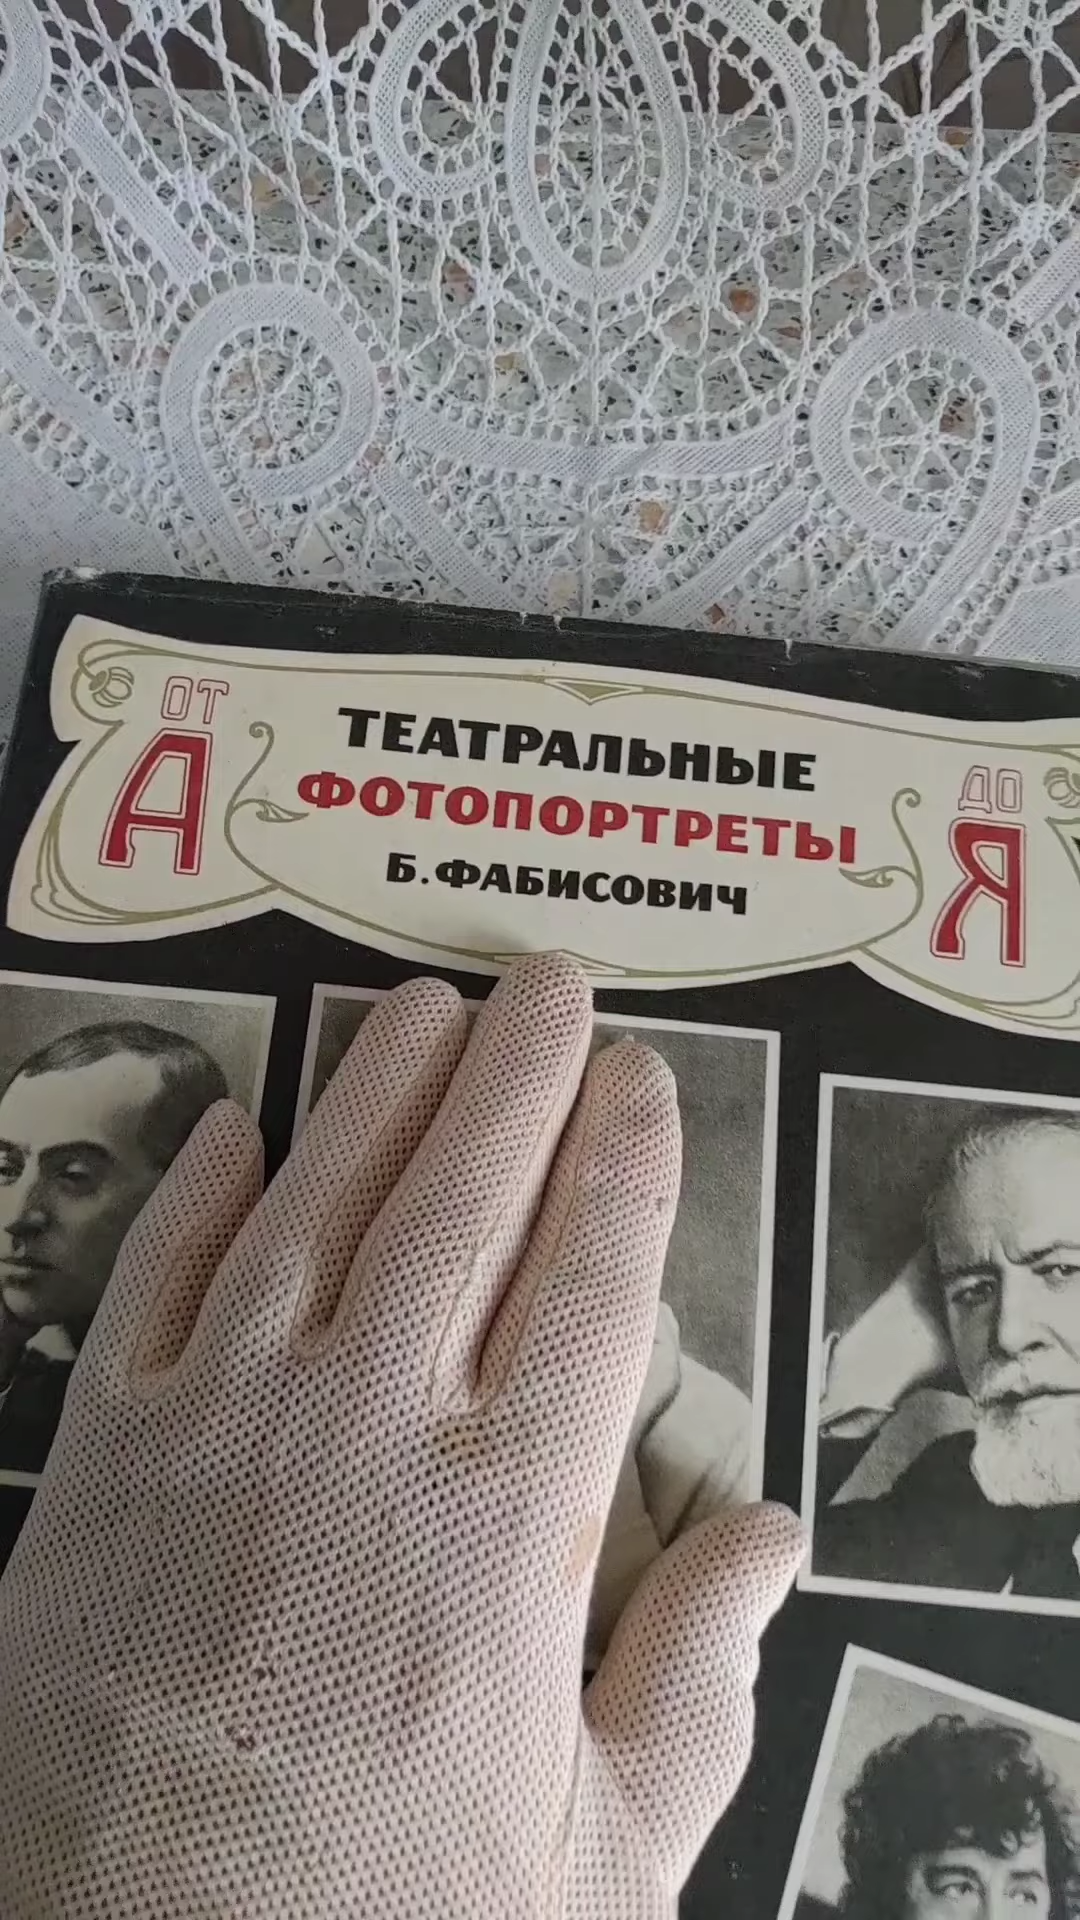 ОТ
А
ТЕАТРАЛЬНЫЕ
ФОТОПОРТРЕТЫ
Б. ФАБИСОВИЧ
ДО
Я